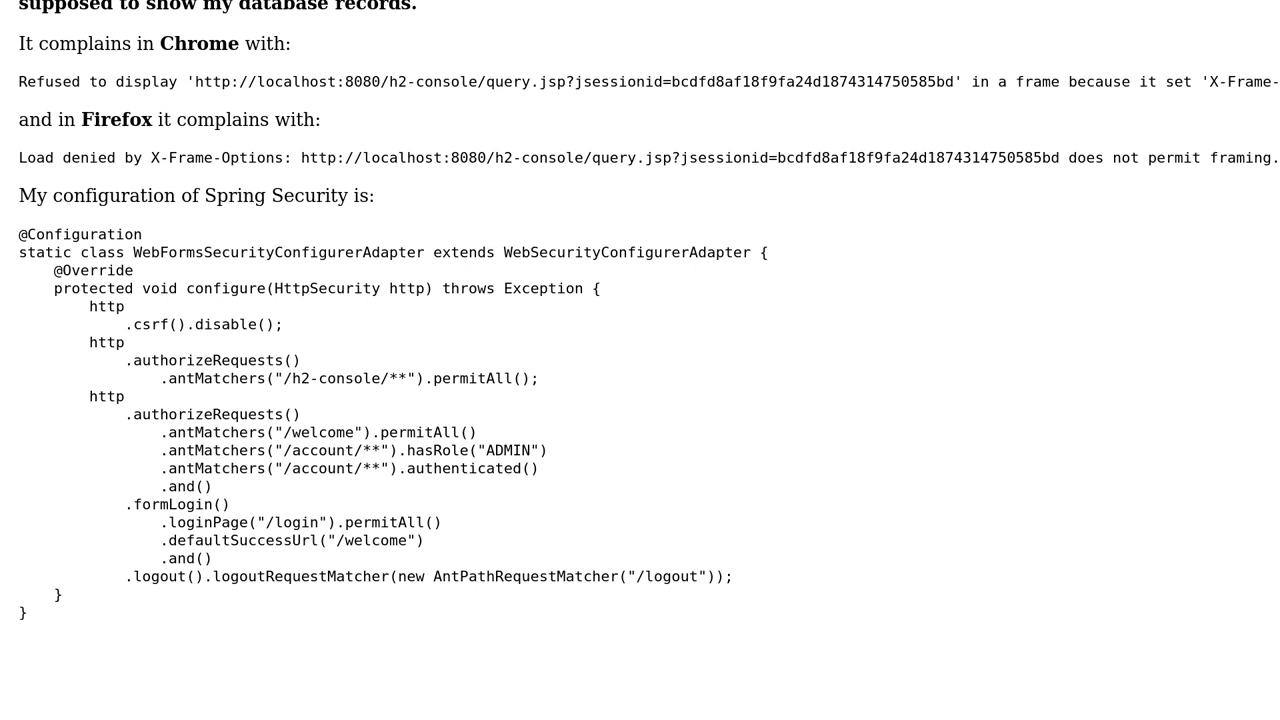 supposed to show my database records.
It complains in Chrome with:
Refused to display 'http://localhost:8080/h2-console/query.jsp?jsessionid=bcdfd8af18f9fa24d1874314750585bd' in a frame because it set 'X-Frame-
and in Firefox it complains with:
Load denied by X-Frame-Options: http://localhost:8080/h2-console/query.jsp?jsessionid=bcdfd8af18f9fa24d1874314750585bd does not permit framing.
My configuration of Spring Security is:
@Configuration
static class WebFormsSecurityConfigurerAdapter extends WebSecurityConfigurerAdapter {
    @Override
    protected void configure(HttpSecurity http) throws Exception {
        http
            .csrf().disable();
        http
            .authorizeRequests()
                .antMatchers("/h2-console/**").permitAll();
        http
            .authorizeRequests()
                .antMatchers("/welcome").permitAll()
                .antMatchers("/account/**").hasRole("ADMIN")
                .antMatchers("/account/**").authenticated()
                .and()
            .formLogin()
                .loginPage("/login").permitAll()
                .defaultSuccessUrl("/welcome")
                .and()
            .logout().logoutRequestMatcher(new AntPathRequestMatcher("/logout"));
    }
}